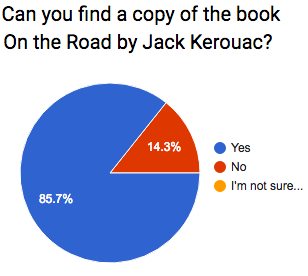 Can you find a copy of the book
On the Road by Jack Kerouac?
14.3%
85.7%
Yes
No
I'm not sure...